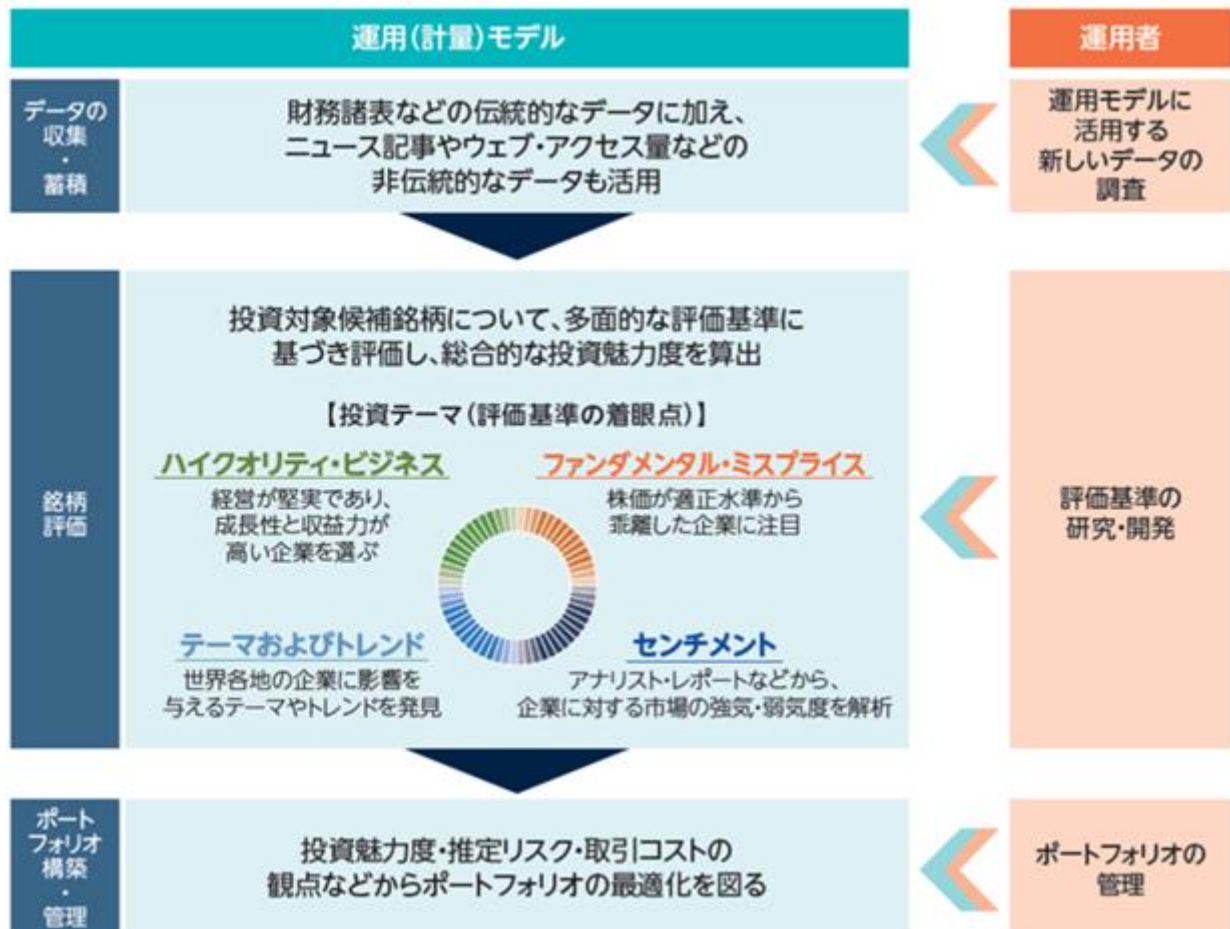 運用(計量)モデル
運用者
データの
収集
・
蓄積
財務諸表などの伝統的なデータに加え、
ニュース記事やウェブ・アクセス量などの
非伝統的なデータも活用
運用モデルに
活用する
新しいデータの
調査
銘柄
評価
投資対象候補銘柄について、多面的な評価基準に
基づき評価し、総合的な投資魅力度を算出
【投資テーマ(評価基準の着眼点)】
ハイクオリティ・ビジネス
経営が堅実であり、
成長性と収益力が
高い企業を選ぶ
ファンダメンタル・ミスプライス
株価が適正水準から
乖離した企業に注目
テーマおよびトレンド
世界各地の企業に影響を
与えるテーマやトレンドを発見
センチメント
アナリスト・レポートなどから、
企業に対する市場の強気・弱気度を解析
評価基準の
研究・開発
ポート
フォリオ
構築
・
管理
投資魅力度・推定リスク・取引コストの
観点などからポートフォリオの最適化を図る
ポートフォリオの
管理